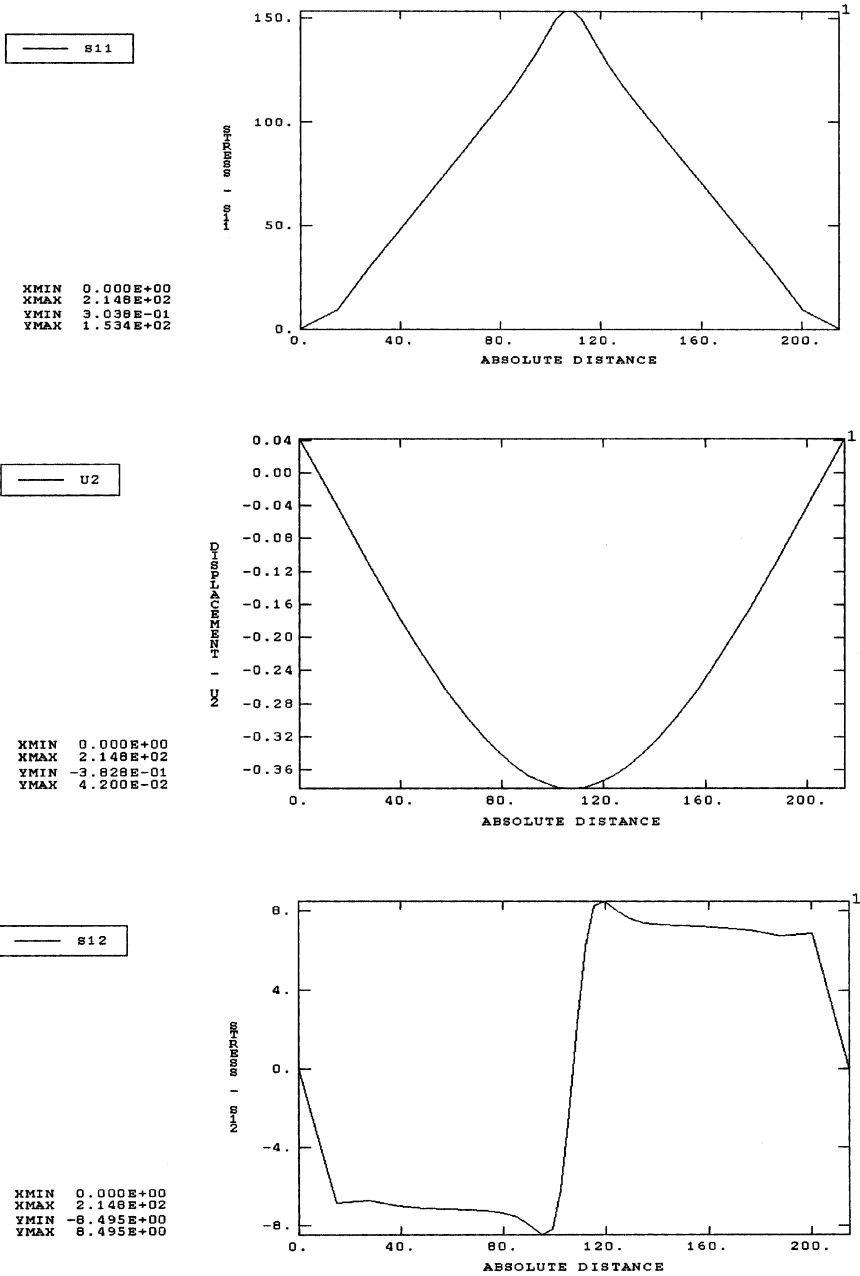 1
150.
S11
100.
STRESS - S11
50.
XMIN 0.000E+00
XMAX 2.148E+02
YMIN 3.038E-01
YMAX 1.534E+02
0.
0. 40. 80. 120. 160. 200.
ABSOLUTE DISTANCE
0.04
1
U2
0.00
-0.04
-0.08
DISPLACEMENT - U2
-0.12
-0.16
-0.20
-0.24
-0.28
-0.32
XMIN 0.000E+00
XMAX 2.148E+02
YMIN -3.828E-01
YMAX 4.200E-02
-0.36
0. 40. 80. 120. 160. 200.
ABSOLUTE DISTANCE
1
8.
S12
4.
STRESS - S12
0.
-4.
XMIN 0.000E+00
XMAX 2.148E+02
YMIN -8.495E+00
YMAX 8.495E+00
-8.
0. 40. 80. 120. 160. 200.
ABSOLUTE DISTANCE